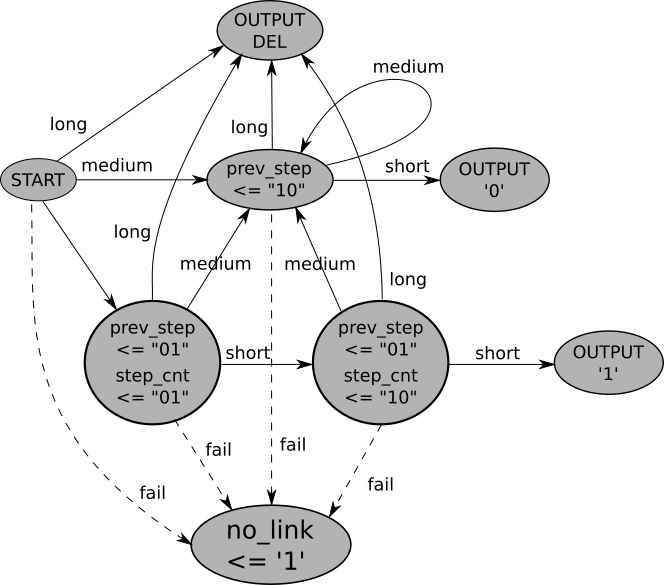 OUTPUT
DEL
medium
long
long
START
medium
prev_step
<= "10"
short
OUTPUT
'0'
long
medium
medium
long
prev_step
<= "01"
step_cnt
<= "01"
short
prev_step
<= "01"
step_cnt
<= "10"
short
OUTPUT
'1'
fail
fail
fail
fail
no_link
<= '1'